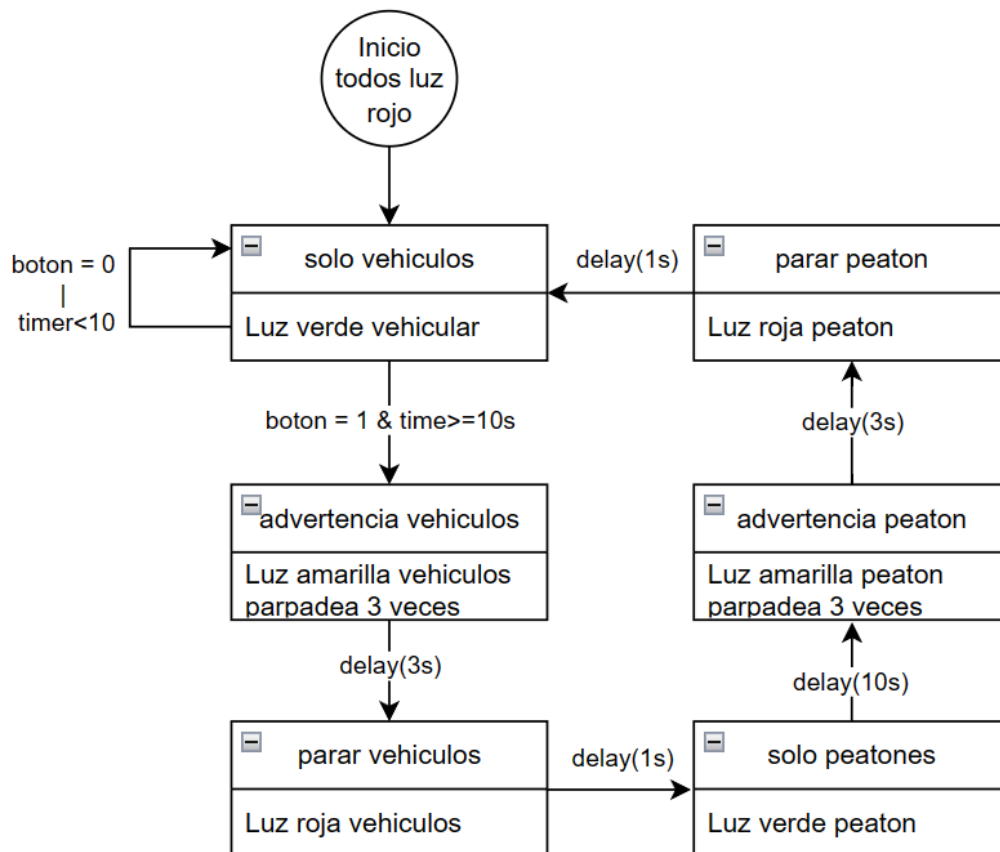 Inicio
todos luz
rojo
boton = 0
|
timer<10
solo vehiculos
Luz verde vehicular
delay(1s)
parar peaton
Luz roja peaton
boton = 1 & time>=10s
delay(3s)
advertencia vehiculos
Luz amarilla vehiculos
parpadea 3 veces
advertencia peaton
Luz amarilla peaton
parpadea 3 veces
delay(3s)
delay(10s)
parar vehiculos
Luz roja vehiculos
delay(1s)
solo peatones
Luz verde peaton